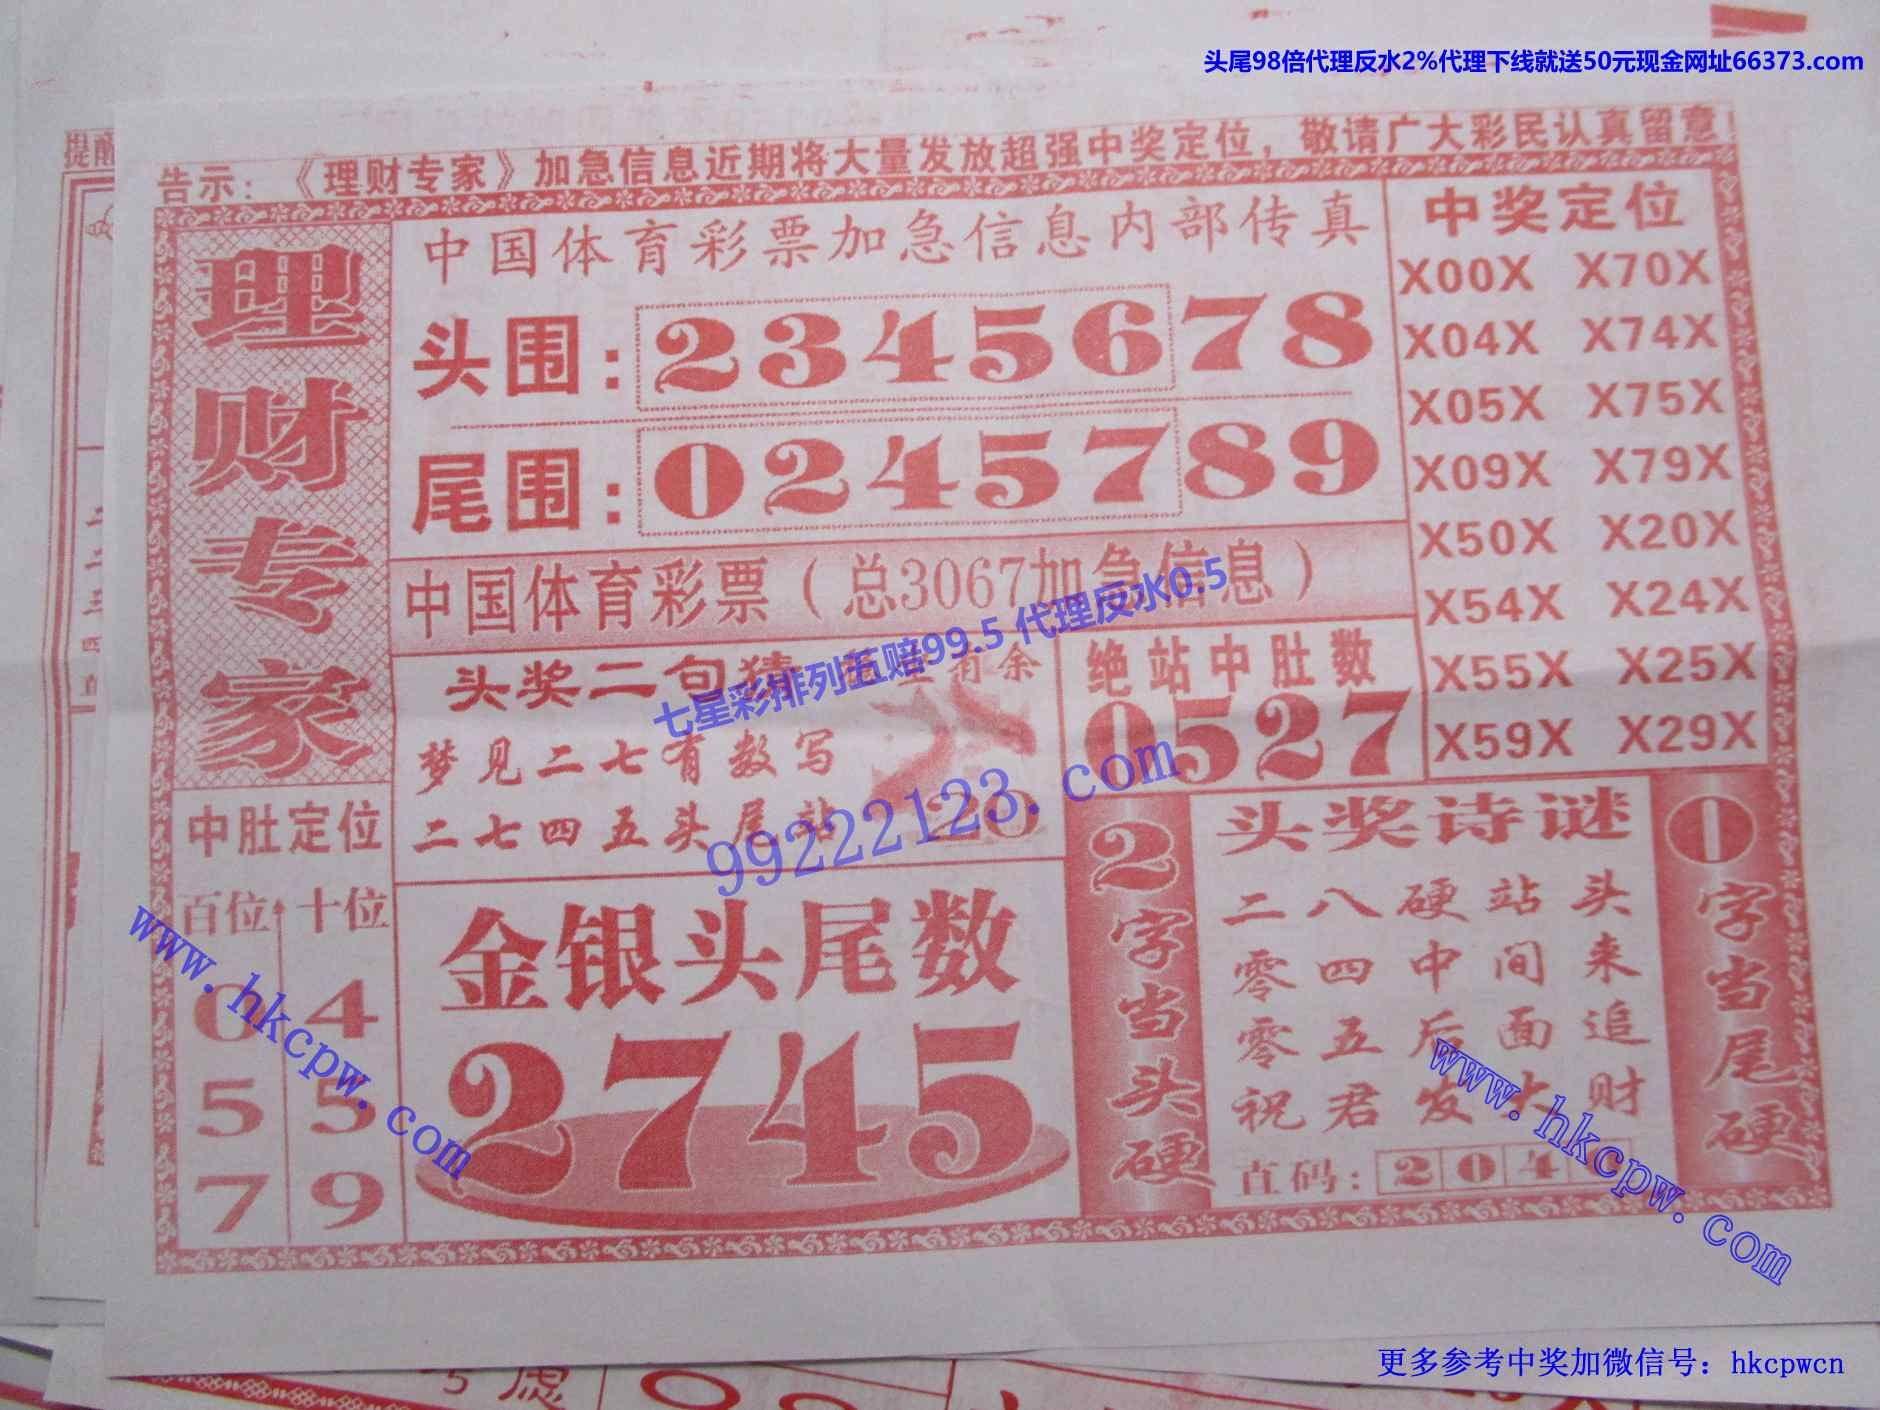 头尾98倍代理反水2%代理下线就送50元现金网址66373.com
提醒
告示：《理财专家》加急信息近期将大量发放超强中奖定位，敬请广大彩民认真留意！
理财专家
中国体育彩票加急信息内部传真
头围：2345678
尾围：0245789
中国体育彩票（总3067加急信息）
七星彩排列五赔99.5 代理反水0.5
头奖二句猜
有余
梦见二七有数写
二七四五头尾站
20
99222123.com
绝站中肚数
0527
中奖定位
X00X X70X
X04X X74X
X05X X75X
X09X X79X
X50X X20X
X54X X24X
X55X X25X
X59X X29X
中肚定位
百位 十位
0 4
5 5
7 9
www.hkcpw.com
金银头尾数
2745
2字当头硬
头奖诗谜
二八硬站头
零四中间来
零五后面追
祝君发大财
直码：204
0字当尾硬
www.hkcpw.com
更多参考中奖加微信号：hkcpwcn